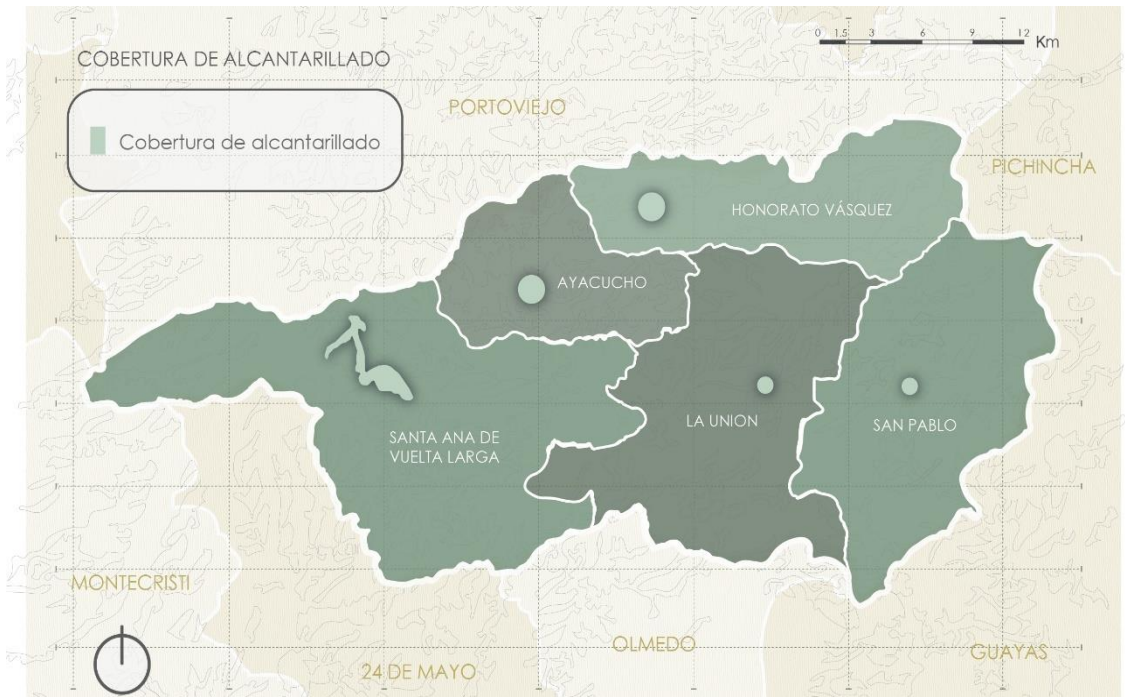 COBERTURA DE ALCANTARILLADO
Cobertura de alcantarillado
0 1.5 3 6 9 12
Km
PORTOVIEJO
PICHINCHA
HONORATO VÁSQUEZ
AYACUCHO
LA UNION
SAN PABLO
SANTA ANA DE
VUELTA LARGA
MONTECRISTI
OLMEDO
GUAYAS
24 DE MAYO